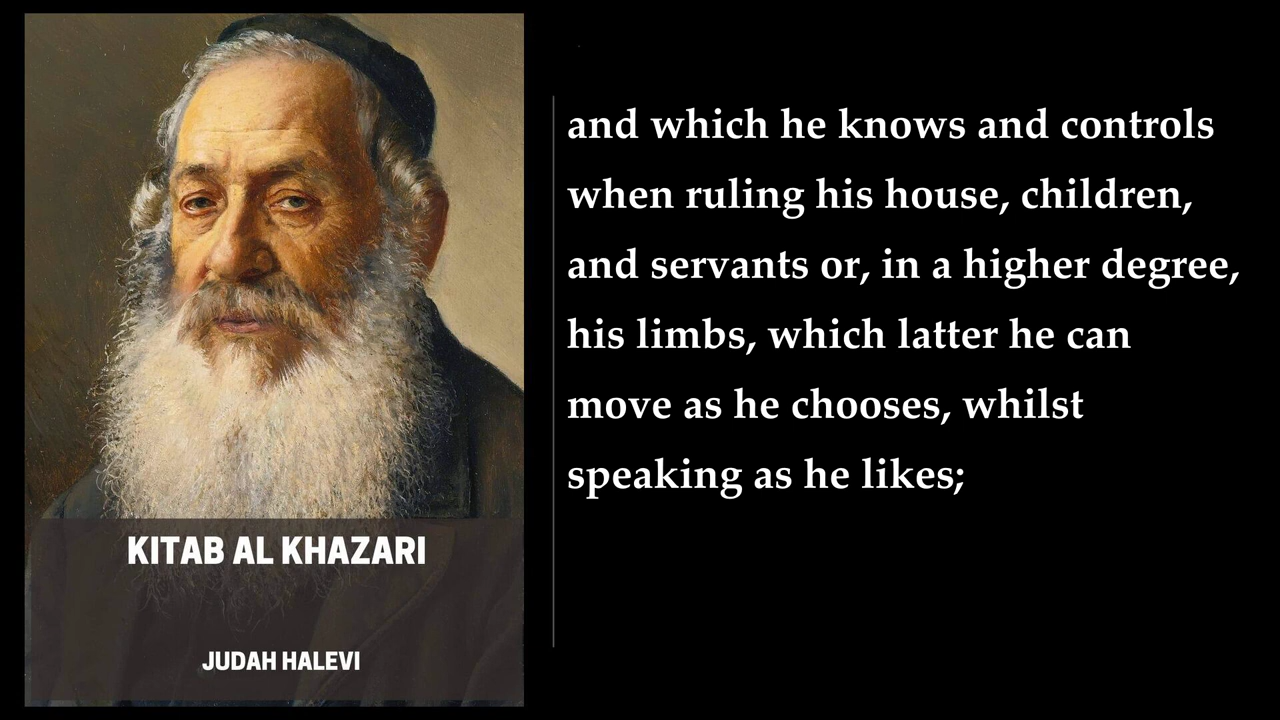 KITAB AL KHAZARI
JUDAH HALEVI
and which he knows and controls
when ruling his house, children,
and servants or, in a higher degree,
his limbs, which latter he can
move as he chooses, whilst
speaking as he likes;